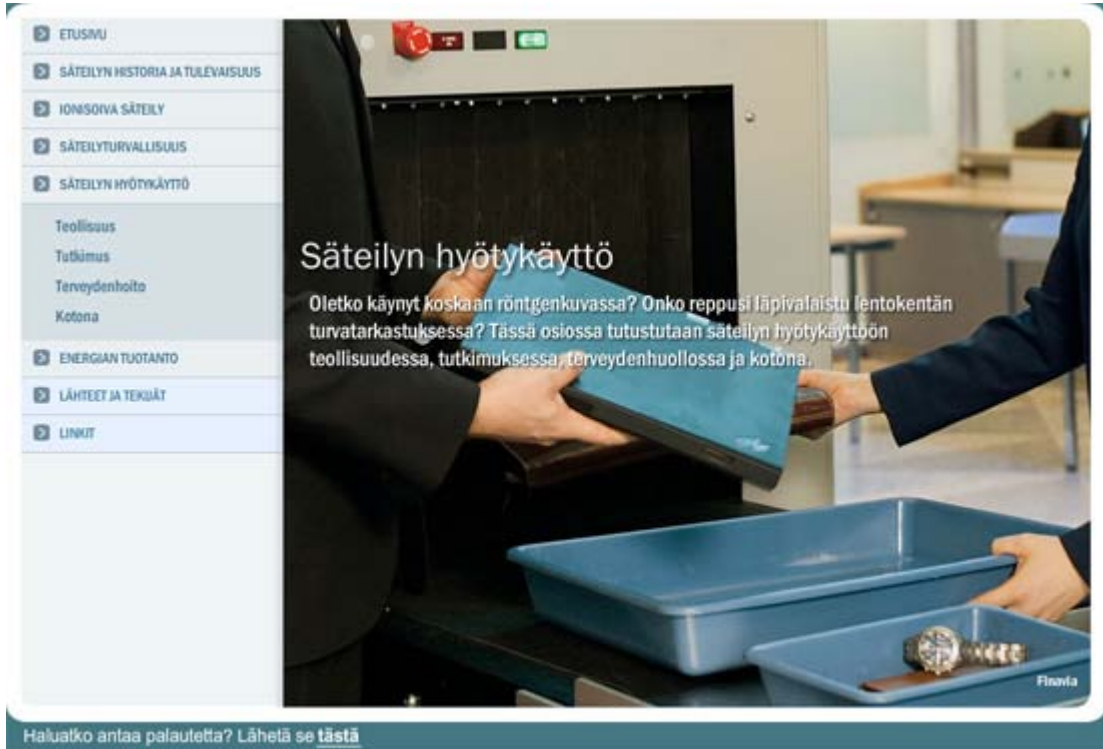 ETUSIVU
SÄTEILYN HISTORIA JA TULEVAISUUS
IONISOIVA SÄTEILY
SÄTEILYTURVALLISUUS
SÄTEILYN HYÖTYKÄYTTÖ
Teollisuus
Tutkimus
Terveydenhoito
Kotona
ENERGIAN TUOTANTO
LÄHTEET JA TEKIJÄT
LINKIT
Säteilyn hyötykäyttö
Oletko käynyt koskaan röntgenkuvassa? Onko reppusi läpivalaistu lentokentän
turvatarkastuksessa? Tässä osiossa tutustutaan säteilyn hyötykäyttöön
teollisuudessa, tutkimuksessa, terveydenhuollossa ja kotona.
Finavia
Haluatko antaa palautetta? Lähetä se tästä